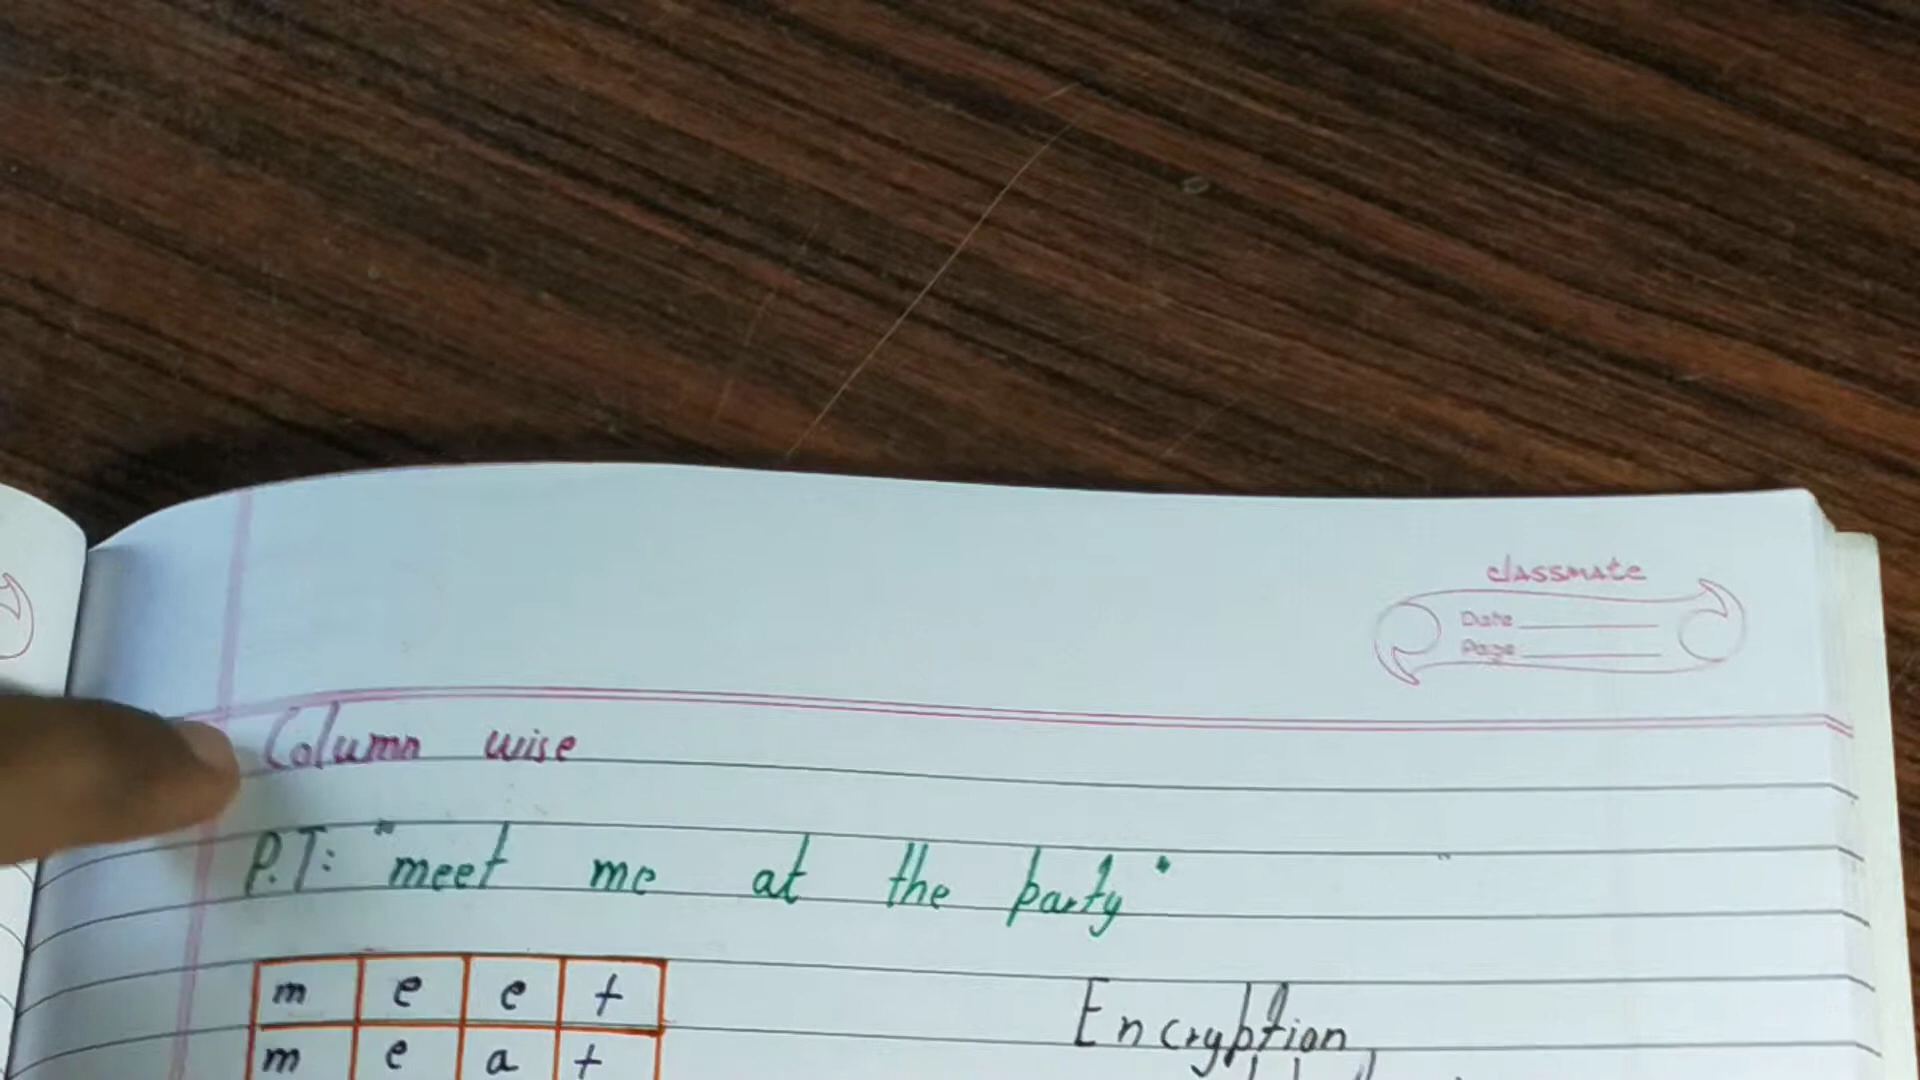 classmate
Date
Page
Column wise
P.T: "meet me at the party"
m e e t
m e a t
Encryption